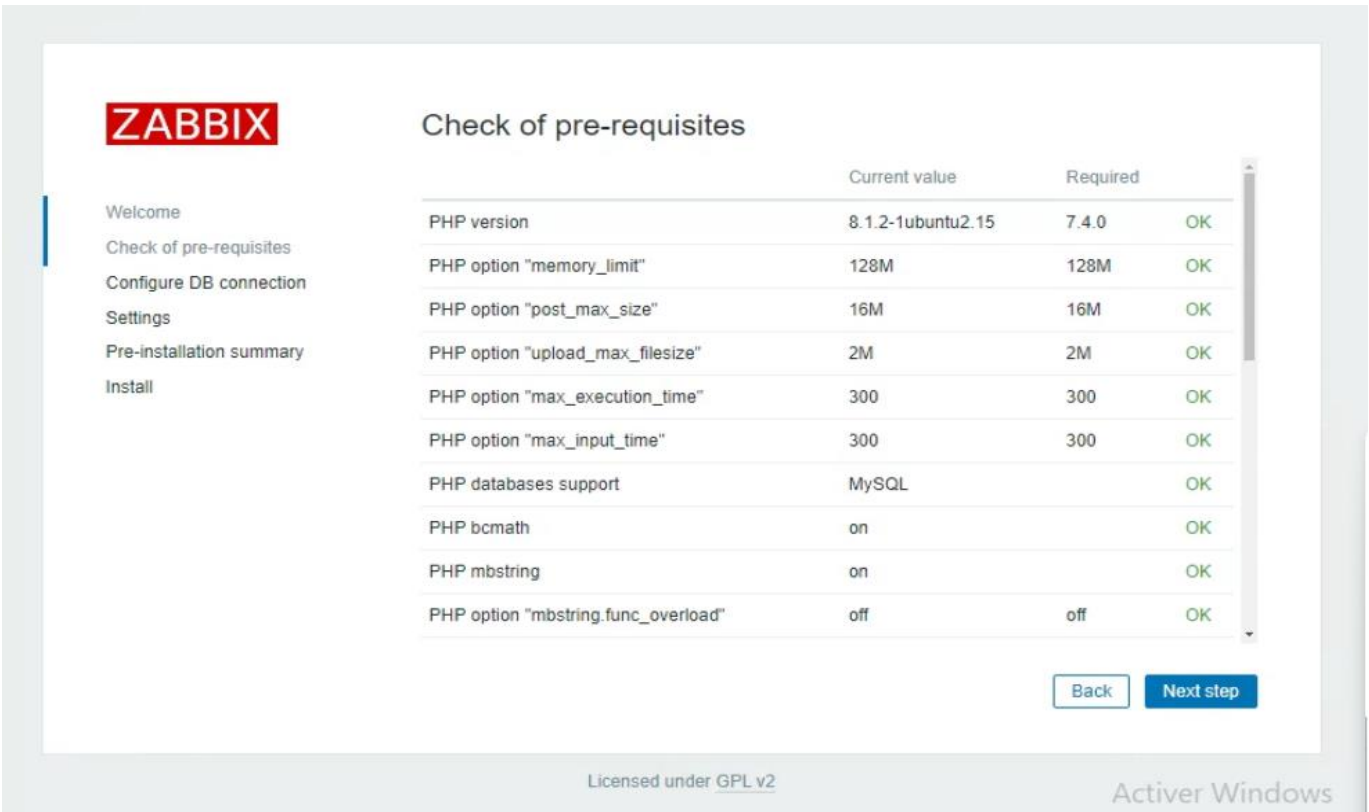 ZABBIX
Check of pre-requisites
Current value Required
Welcome
Check of pre-requisites
Configure DB connection
Settings
Pre-installation summary
Install
PHP version 8.1.2-1ubuntu2.15 7.4.0 OK
PHP option "memory_limit" 128M 128M OK
PHP option "post_max_size" 16M 16M OK
PHP option "upload_max_filesize" 2M 2M OK
PHP option "max_execution_time" 300 300 OK
PHP option "max_input_time" 300 300 OK
PHP databases support MySQL OK
PHP bcmath on OK
PHP mbstring on OK
PHP option "mbstring.func_overload" off off OK
Back Next step
Licensed under GPL v2
Activer Windows